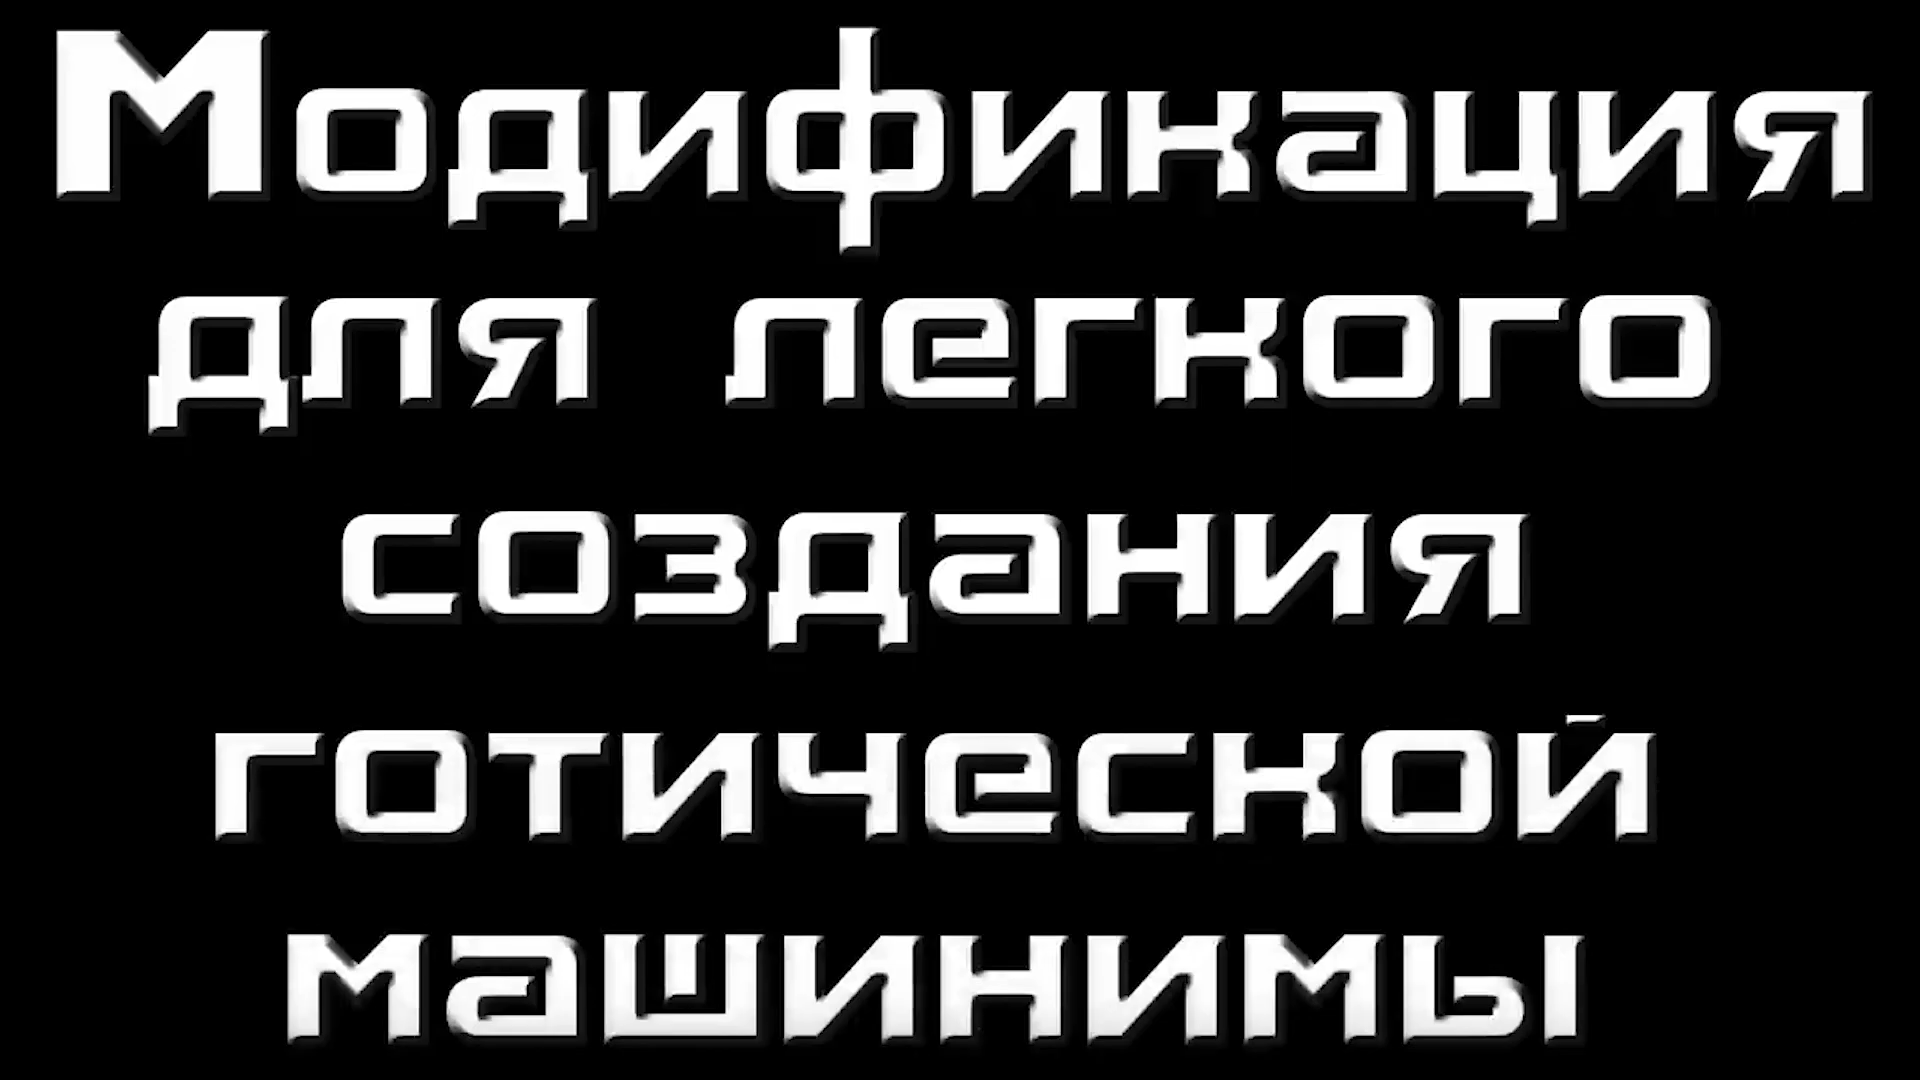 Модификация
для легкого
создания
готической
машинимы